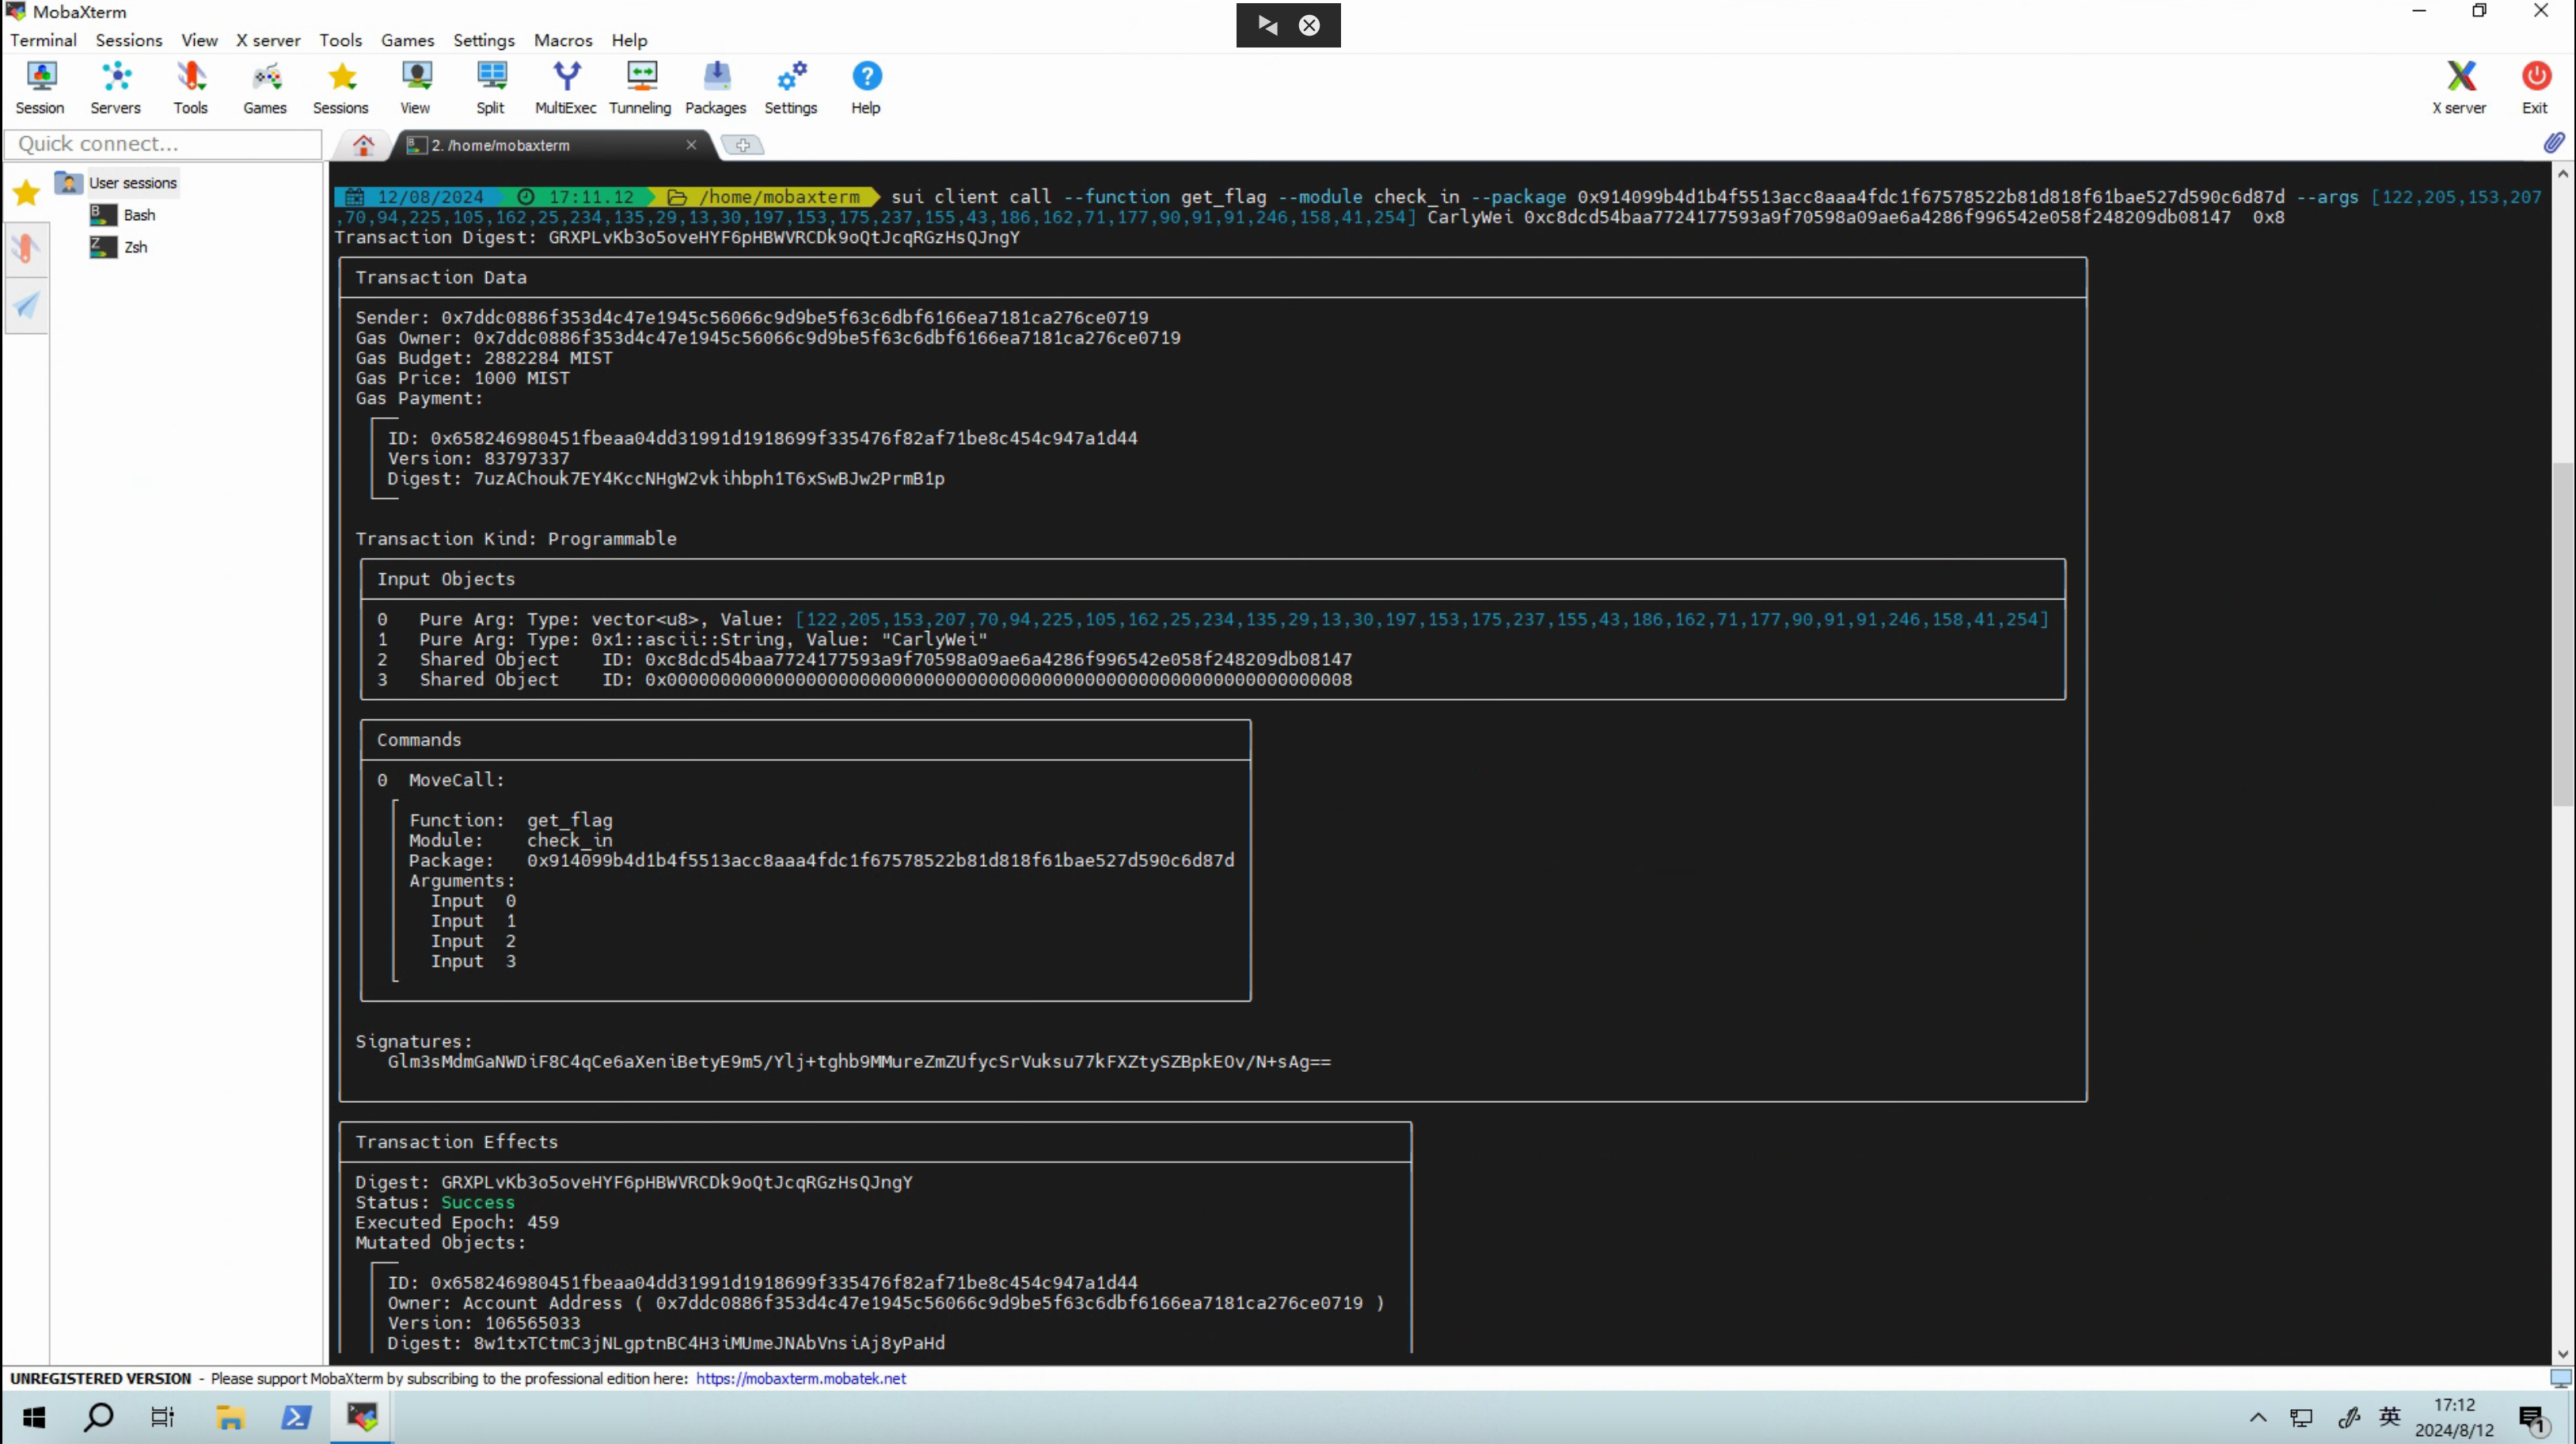 MobaXterm
Terminal Sessions View X server Tools Games Settings Macros Help
Session Servers Tools Games Sessions View Split MultiExec Tunneling Packages Settings Help X server Exit
Quick connect...
2. /home/mobaxterm
User sessions
Bash
Zsh
12/08/2024 17:11.12 /home/mobaxterm sui client call --function get_flag --module check_in --package 0x914099b4d1b4f5513acc8aaa4fdc1f67578522b81d818f61bae527d590c6d87d --args [122,205,153,207
,70,94,225,105,162,25,234,135,29,13,30,197,153,175,237,155,43,186,162,71,177,90,91,91,246,158,41,254] CarlyWei 0xc8dcd54baa7724177593a9f70598a09ae6a4286f996542e058f248209db08147 0x8
Transaction Digest: GRXPLvKb3o5oveHYF6pHBWVRCDk9oQtJcqRGzHsQJngY
Transaction Data
Sender: 0x7ddc0886f353d4c47e1945c56066c9d9be5f63c6dbf6166ea7181ca276ce0719
Gas Owner: 0x7ddc0886f353d4c47e1945c56066c9d9be5f63c6dbf6166ea7181ca276ce0719
Gas Budget: 2882284 MIST
Gas Price: 1000 MIST
Gas Payment:
ID: 0x658246980451fbeaa04dd31991d1918699f335476f82af71be8c454c947a1d44
Version: 83797337
Digest: 7uzAChouk7EY4KccNHgW2vkihbph1T6xSwBJw2PrmB1p
Transaction Kind: Programmable
Input Objects
0 Pure Arg: Type: vector<u8>, Value: [122,205,153,207,70,94,225,105,162,25,234,135,29,13,30,197,153,175,237,155,43,186,162,71,177,90,91,91,246,158,41,254]
1 Pure Arg: Type: 0x1::ascii::String, Value: "CarlyWei"
2 Shared Object ID: 0xc8dcd54baa7724177593a9f70598a09ae6a4286f996542e058f248209db08147
3 Shared Object ID: 0x0000000000000000000000000000000000000000000000000000000000000008
Commands
0 MoveCall:
Function: get_flag
Module: check_in
Package: 0x914099b4d1b4f5513acc8aaa4fdc1f67578522b81d818f61bae527d590c6d87d
Arguments:
Input 0
Input 1
Input 2
Input 3
Signatures:
Glm3sMdmGaNWDiF8C4qCe6aXeniBetyE9m5/Ylj+tghb9MMureZmZUfycSrVuksu77kFXZtySZBpkEOv/N+sAg==
Transaction Effects
Digest: GRXPLvKb3o5oveHYF6pHBWVRCDk9oQtJcqRGzHsQJngY
Status: Success
Executed Epoch: 459
Mutated Objects:
ID: 0x658246980451fbeaa04dd31991d1918699f335476f82af71be8c454c947a1d44
Owner: Account Address ( 0x7ddc0886f353d4c47e1945c56066c9d9be5f63c6dbf6166ea7181ca276ce0719 )
Version: 106565033
Digest: 8w1txTCtmC3jNLgptnBC4H3iMUmeJNAbVnsiAj8yPaHd
UNREGISTERED VERSION - Please support MobaXterm by subscribing to the professional edition here: https://mobaxterm.mobatek.net
英
17:12
2024/8/12
1